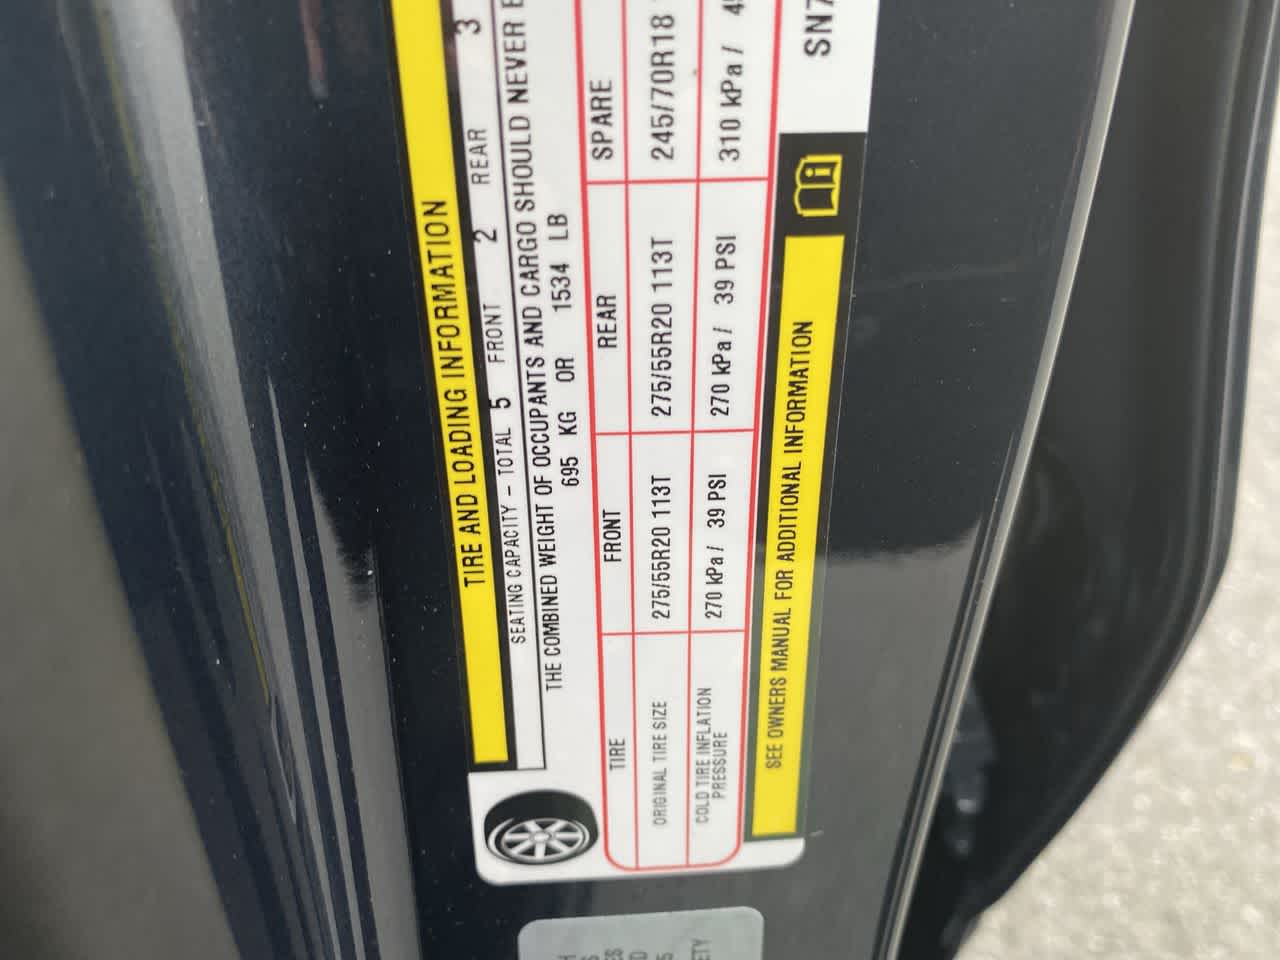 TIRE AND LOADING INFORMATION
SEATING CAPACITY - TOTAL 5 FRONT 2 REAR 3
THE COMBINED WEIGHT OF OCCUPANTS AND CARGO SHOULD NEVER
695 KG OR 1534 LB
TIRE FRONT REAR SPARE
ORIGINAL TIRE SIZE 275/55R20 113T 275/55R20 113T 245/70R18
COLD TIRE INFLATION PRESSURE 270 kPa / 39 PSI 270 kPa / 39 PSI 310 kPa /
SEE OWNERS MANUAL FOR ADDITIONAL INFORMATION
SN7
ETY